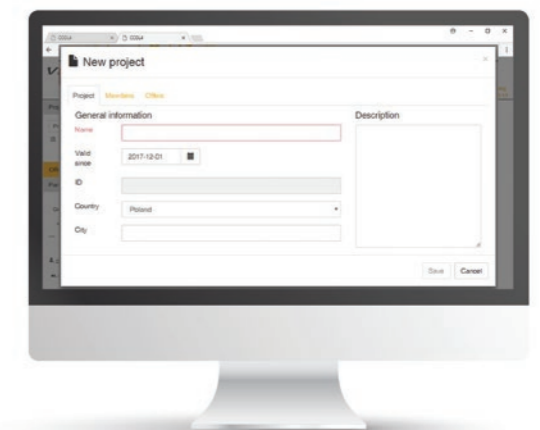 New project
Project Members Offers
General information
Description
Name
Valid since
2017-12-01
ID
Country
Poland
City
Save Cancel